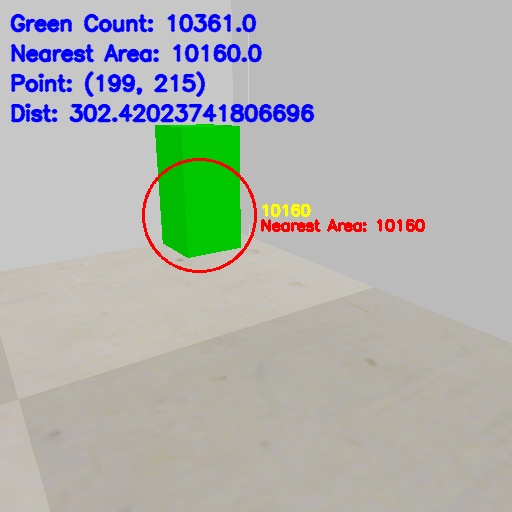 Green Count: 10361.0
Nearest Area: 10160.0
Point: (199, 215)
Dist: 302.42023741806696
10160
Nearest Area: 10160